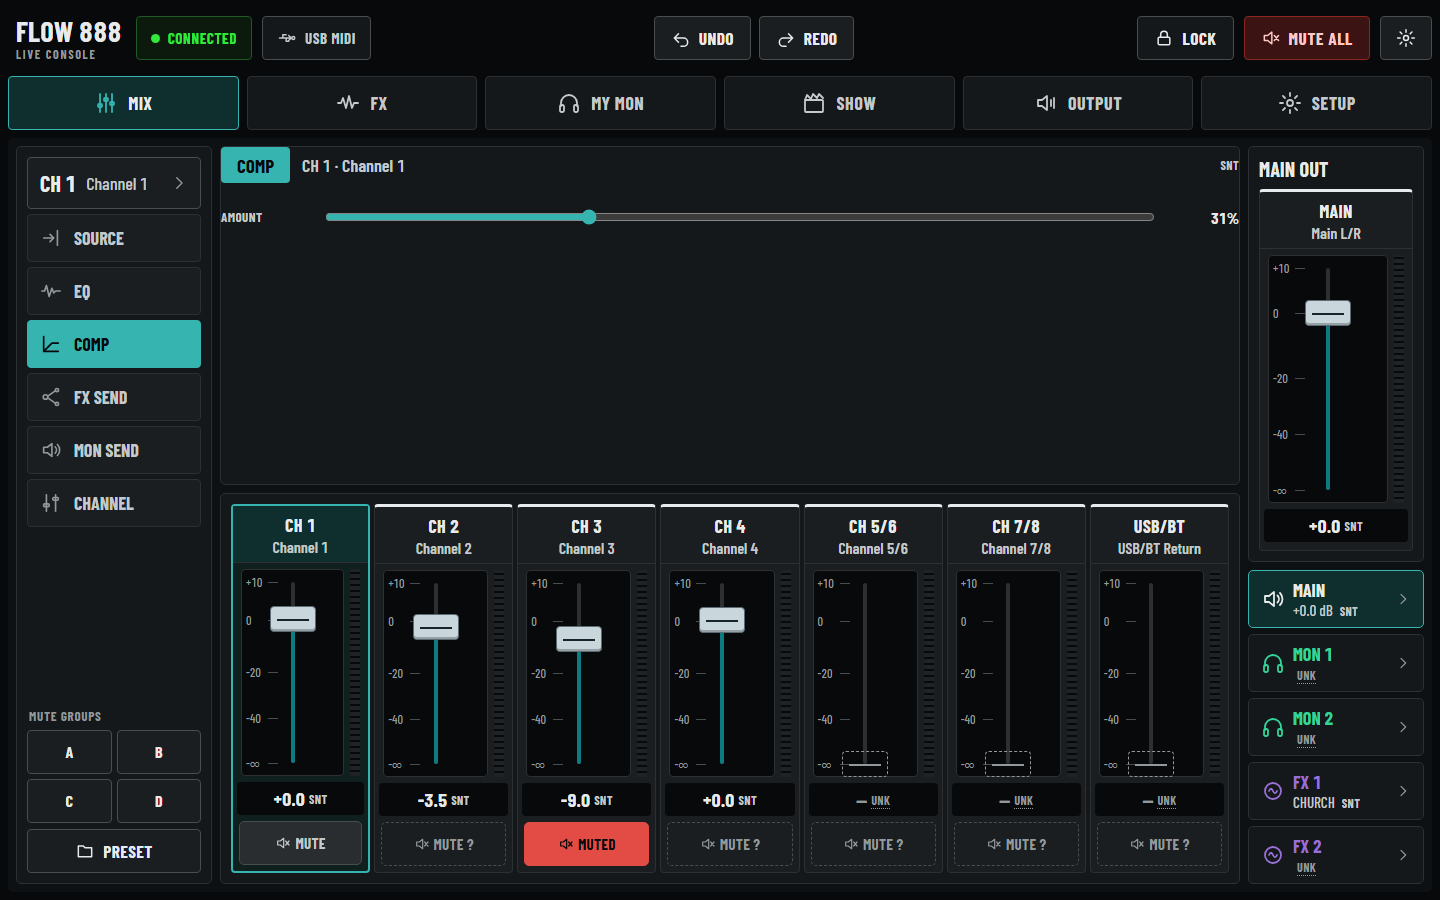 FLOW 888
LIVE CONSOLE
CONNECTED
USB MIDI
UNDO
REDO
LOCK
MUTE ALL
MIX
FX
MY MON
SHOW
OUTPUT
SETUP
CH 1 Channel 1
SOURCE
EQ
COMP
FX SEND
MON SEND
CHANNEL
MUTE GROUPS
A
B
C
D
PRESET
COMP CH 1 · Channel 1 SNT
AMOUNT 31%
CH 1
Channel 1
+10
0
-20
-40
-∞
+0.0 SNT
MUTE
CH 2
Channel 2
+10
0
-20
-40
-∞
-3.5 SNT
MUTE ?
CH 3
Channel 3
+10
0
-20
-40
-∞
-9.0 SNT
MUTED
CH 4
Channel 4
+10
0
-20
-40
-∞
+0.0 SNT
MUTE ?
CH 5/6
Channel 5/6
+10
0
-20
-40
-∞
— UNK
MUTE ?
CH 7/8
Channel 7/8
+10
0
-20
-40
-∞
— UNK
MUTE ?
USB/BT
USB/BT Return
+10
0
-20
-40
-∞
— UNK
MUTE ?
MAIN OUT
MAIN
Main L/R
+10
0
-20
-40
-∞
+0.0 SNT
MAIN
+0.0 dB SNT
MON 1
UNK
MON 2
UNK
FX 1
CHURCH SNT
FX 2
UNK